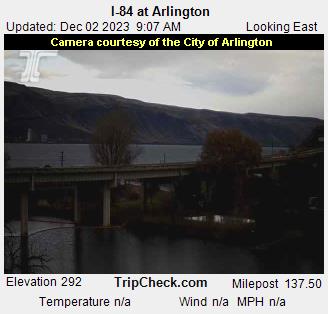 I-84 at Arlington
Updated: Dec 02 2023 9:07 AM Looking East
Camera courtesy of the City of Arlington
Elevation 292 TripCheck.com Milepost 137.50
Temperature n/a Wind n/a MPH n/a